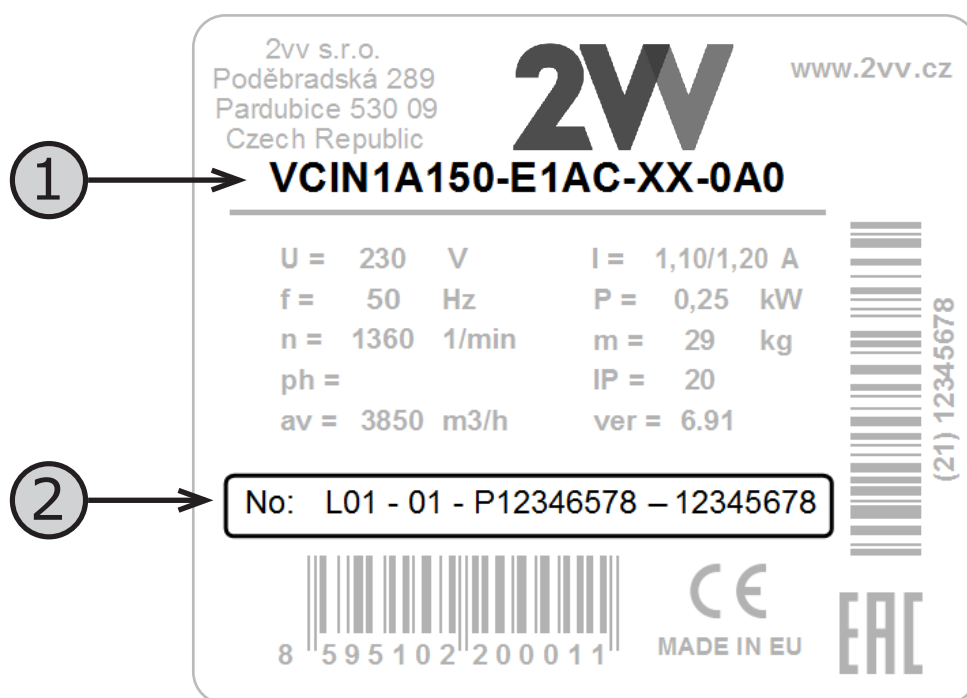 2vv s.r.o.
Poděbradská 289
Pardubice 530 09
Czech Republic
2VV
www.2vv.cz
1
VCIN1A150-E1AC-XX-0A0
U = 230 V I = 1,10/1,20 A
f = 50 Hz P = 0,25 kW
n = 1360 1/min m = 29 kg
ph = IP = 20
av = 3850 m3/h ver = 6.91
(21) 12345678
2
No: L01 - 01 - P12346578 – 12345678
8 595102 200011
CE
MADE IN EU
EAC